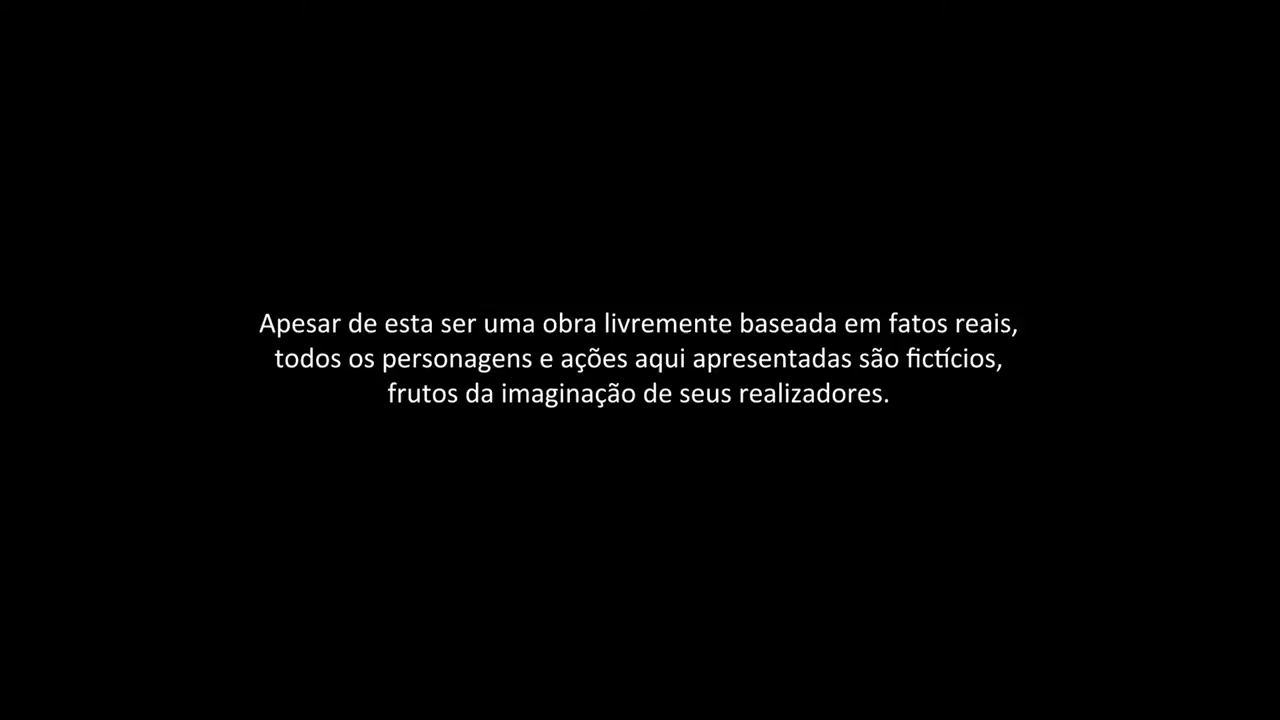 Apesar de esta ser uma obra livremente baseada em fatos reais,
todos os personagens e ações aqui apresentadas são fictícios,
frutos da imaginação de seus realizadores.